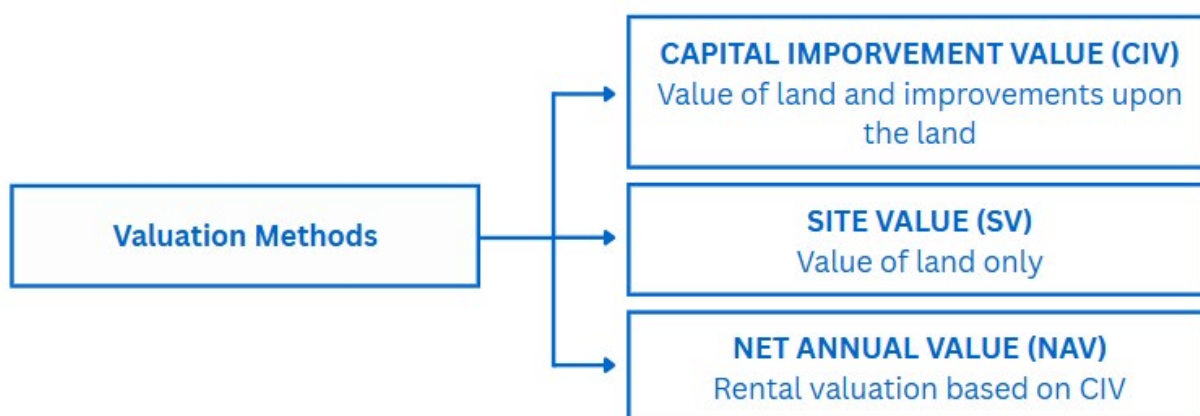 Valuation Methods
CAPITAL IMPORVEMENT VALUE (CIV)
Value of land and improvements upon
the land
SITE VALUE (SV)
Value of land only
NET ANNUAL VALUE (NAV)
Rental valuation based on CIV